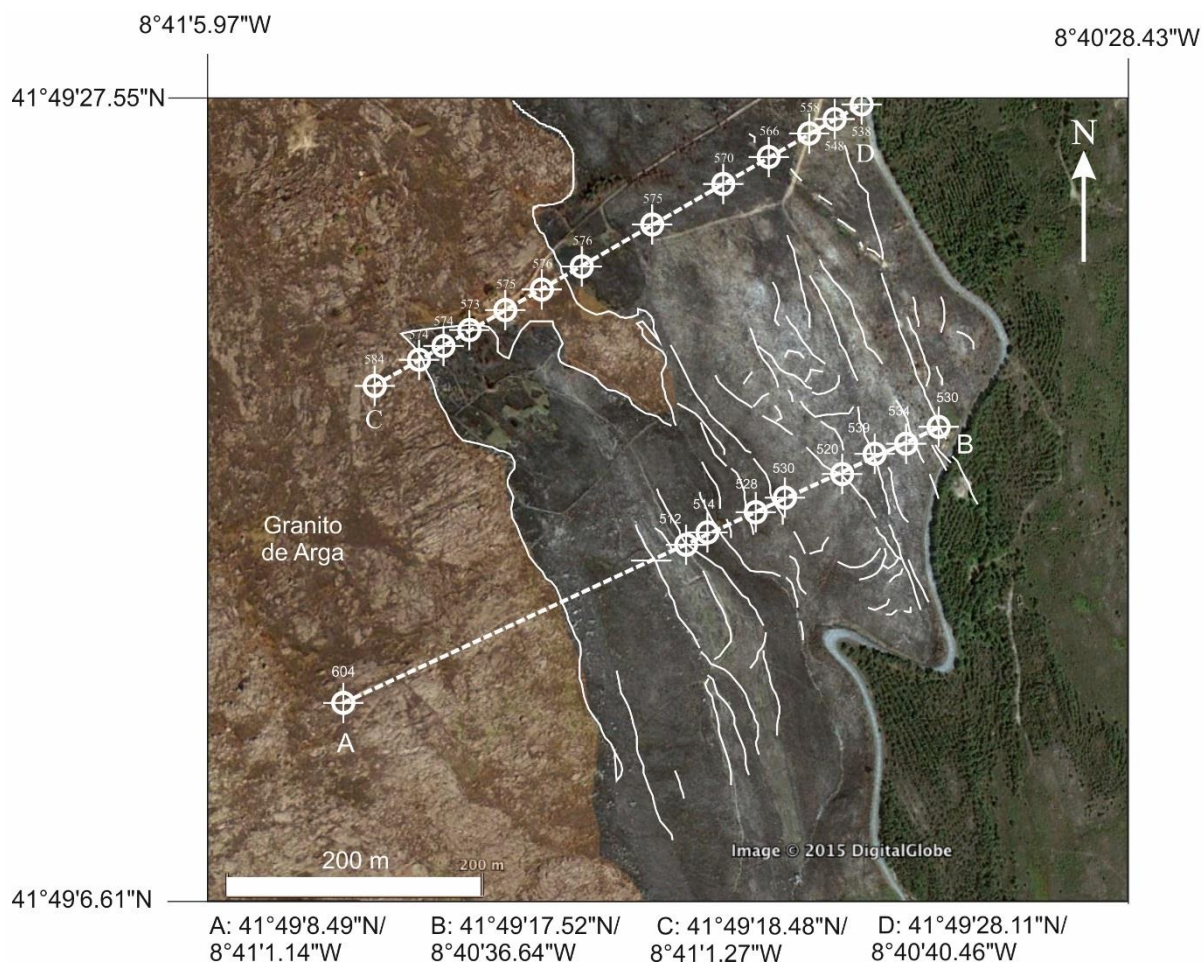 8°41'5.97"W
8°40'28.43"W
41°49'27.55"N
558
538
548
D
566
570
N
575
576
576
575
573
574
574
584
C
530
534
B
539
520
530
528
514
512
Granito
de Arga
604
A
Image © 2015 DigitalGlobe
200 m
200 m
41°49'6.61"N
A: 41°49'8.49"N/ B: 41°49'17.52"N/ C: 41°49'18.48"N/ D: 41°49'28.11"N/
8°41'1.14"W 8°40'36.64"W 8°41'1.27"W 8°40'40.46"W